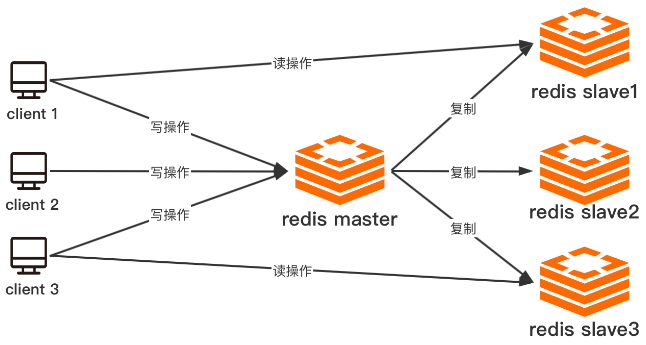 读操作
redis slave1
client 1
写操作
复制
写操作
复制
client 2
redis master
redis slave2
写操作
复制
client 3
读操作
redis slave3